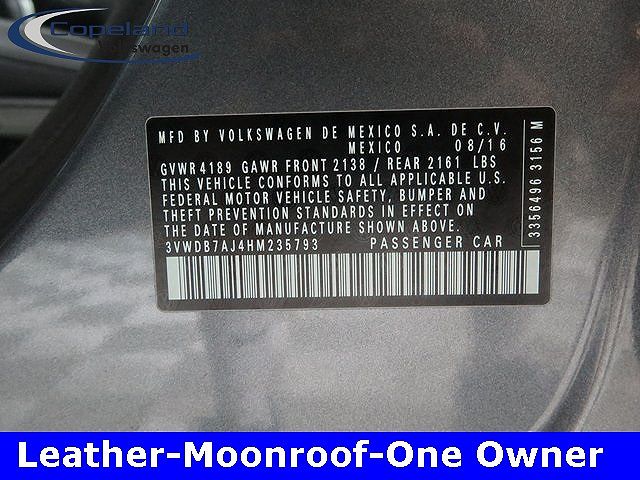 Copeland
Volkswagen
MFD BY VOLKSWAGEN DE MEXICO S.A. DE C.V.
MEXICO 08/16
GVWR 4189 GAWR FRONT 2138 / REAR 2161 LBS
THIS VEHICLE CONFORMS TO ALL APPLICABLE U.S.
FEDERAL MOTOR VEHICLE SAFETY, BUMPER AND
THEFT PREVENTION STANDARDS IN EFFECT ON
THE DATE OF MANUFACTURE SHOWN ABOVE
3VWDB7AJ4HM235793 PASSENGER CAR
3356496 3156 M
Leather-Moonroof-One Owner